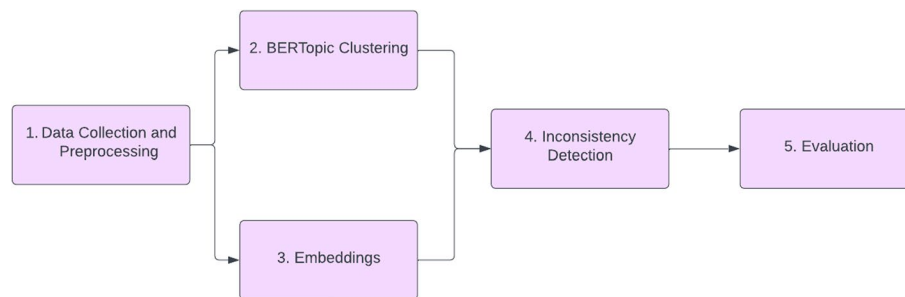 2. BERTopic Clustering
1. Data Collection and
Preprocessing
4. Inconsistency
Detection
5. Evaluation
3. Embeddings